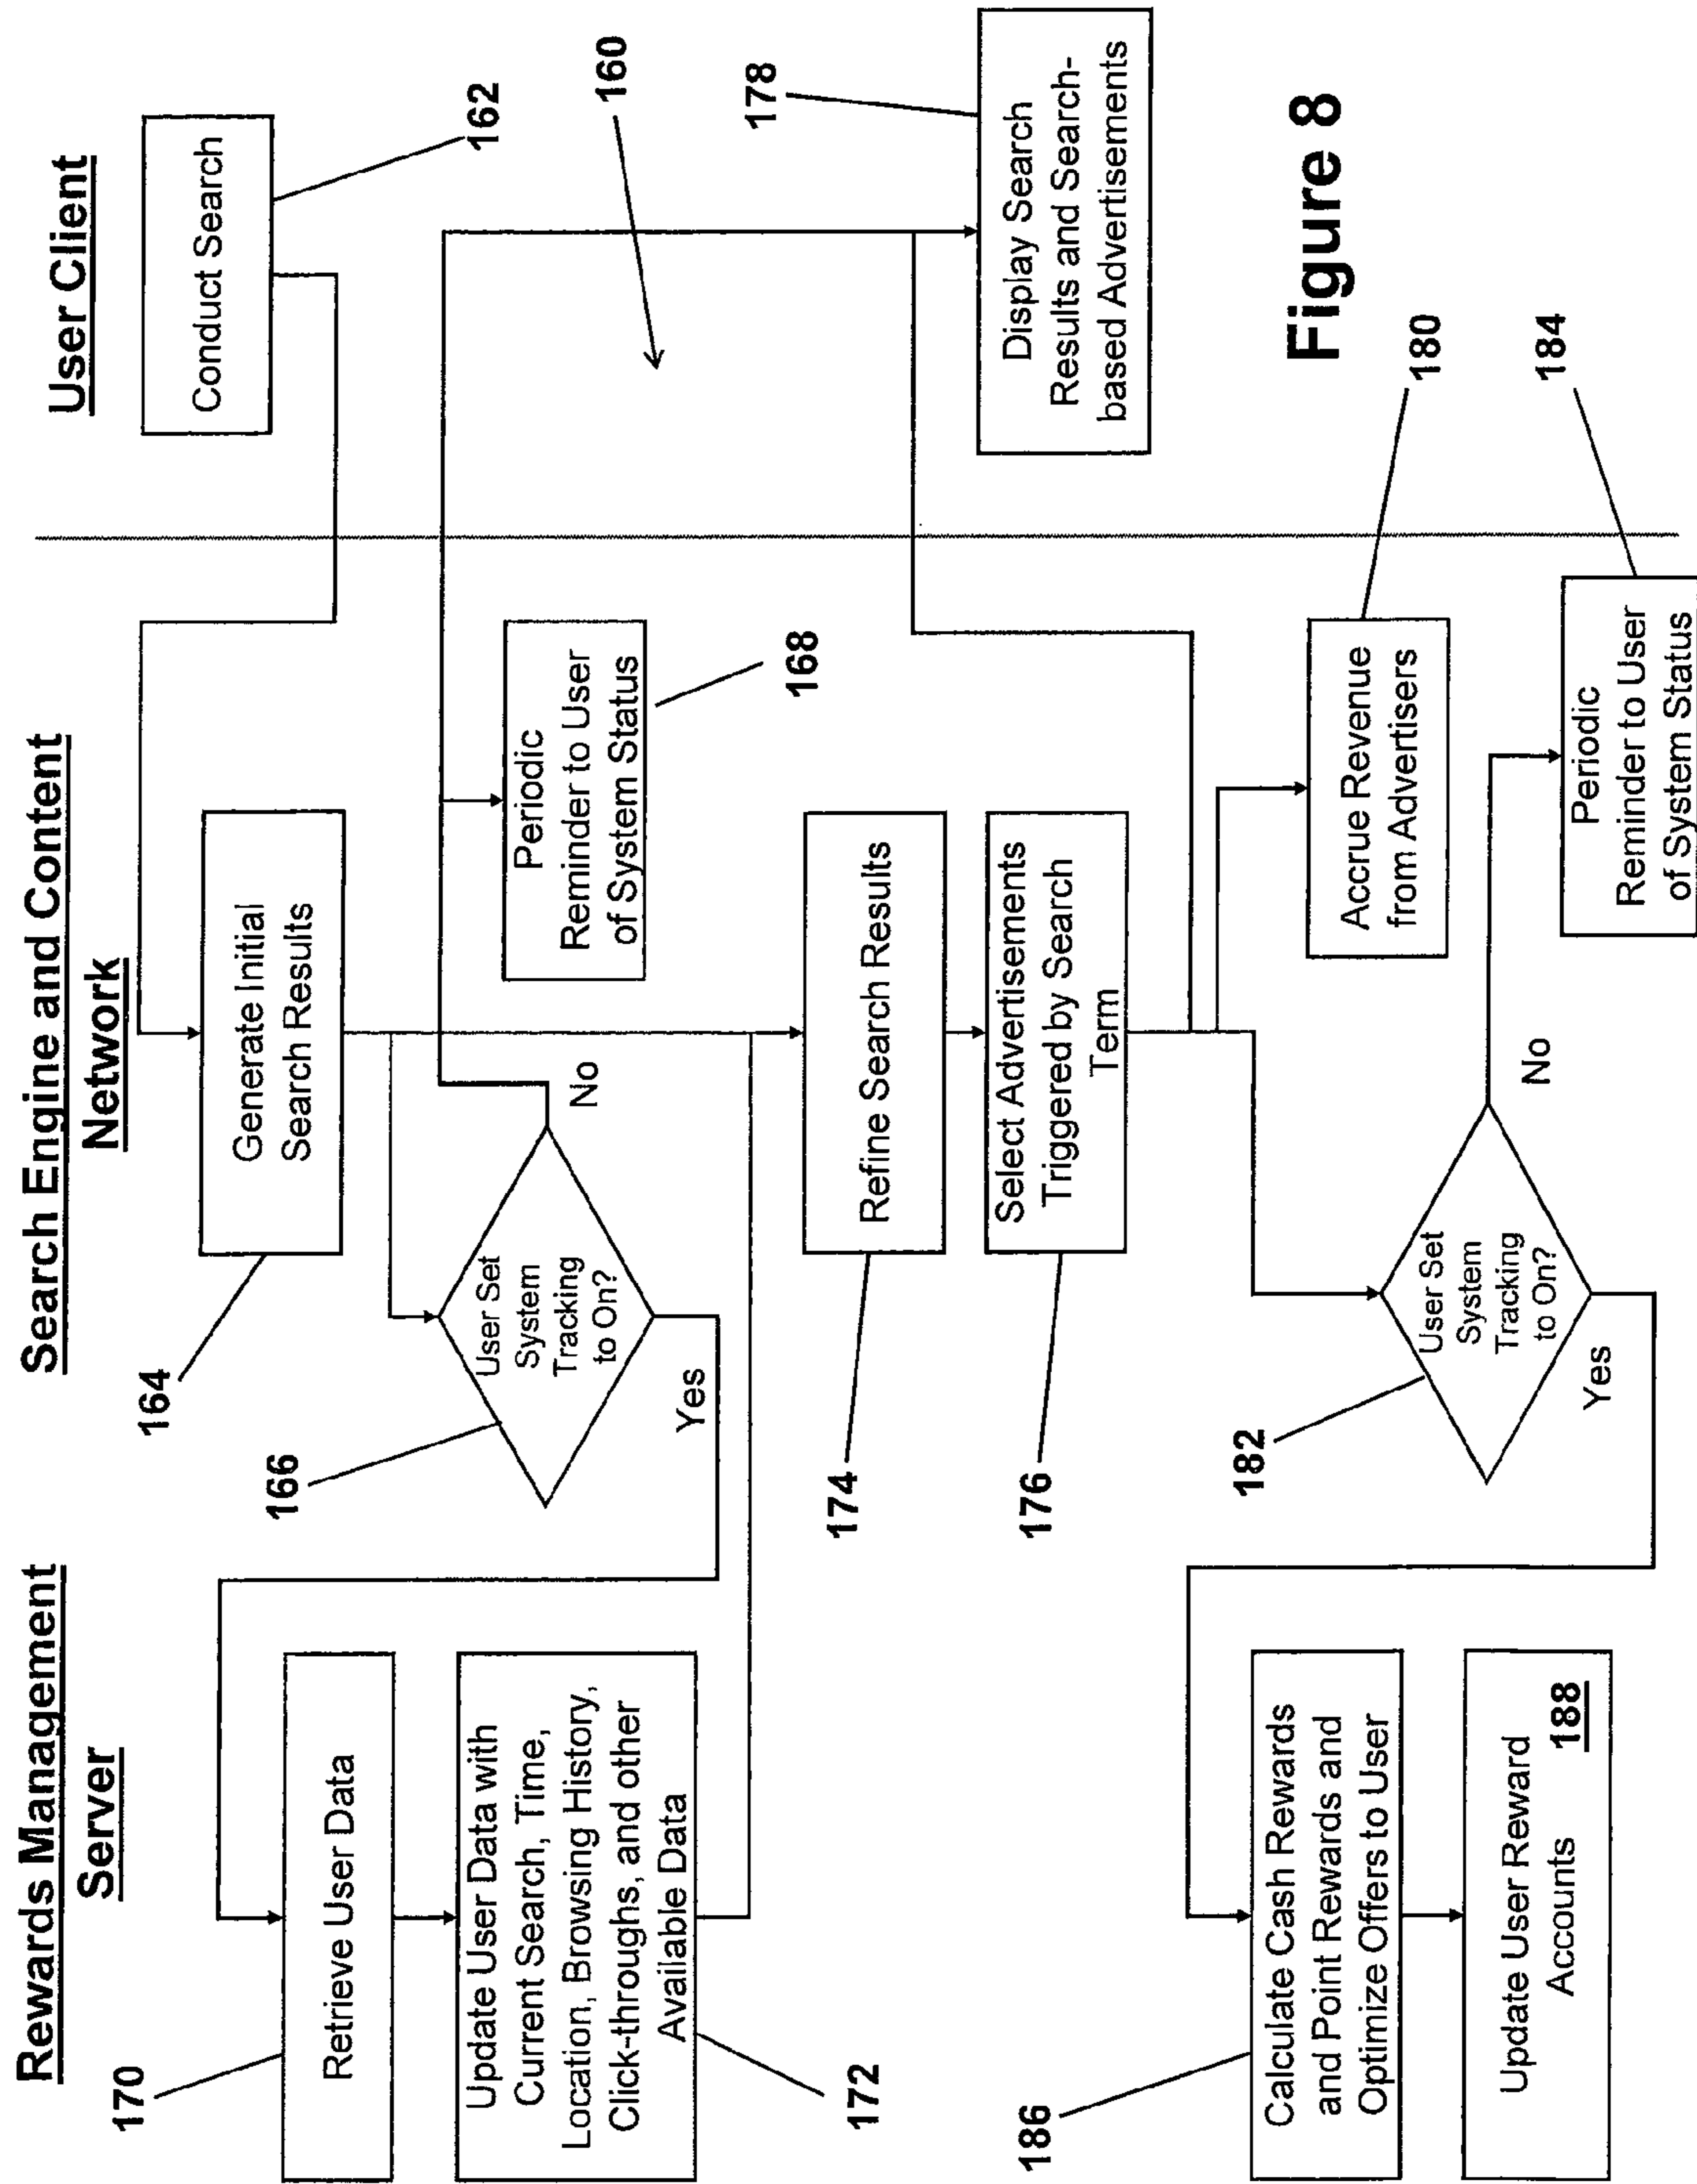 Rewards Management
Server
Search Engine and Content
Network
User Client
Conduct Search
162
160
Generate Initial
Search Results
164
User Set
System
Tracking
to On?
166
No
Yes
Periodic
Reminder to User
of System Status
168
170
Retrieve User Data
Update User Data with
Current Search, Time,
Location, Browsing History,
Click-throughs, and other
Available Data
172
Refine Search Results
174
Select Advertisements
Triggered by Search
Term
176
178
Display Search
Results and Search-
based Advertisements
Accrue Revenue
from Advertisers
180
User Set
System
Tracking
to On?
182
No
Yes
Periodic
Reminder to User
of System Status
184
186
Calculate Cash Rewards
and Point Rewards and
Optimize Offers to User
Update User Reward
Accounts 188
Figure 8